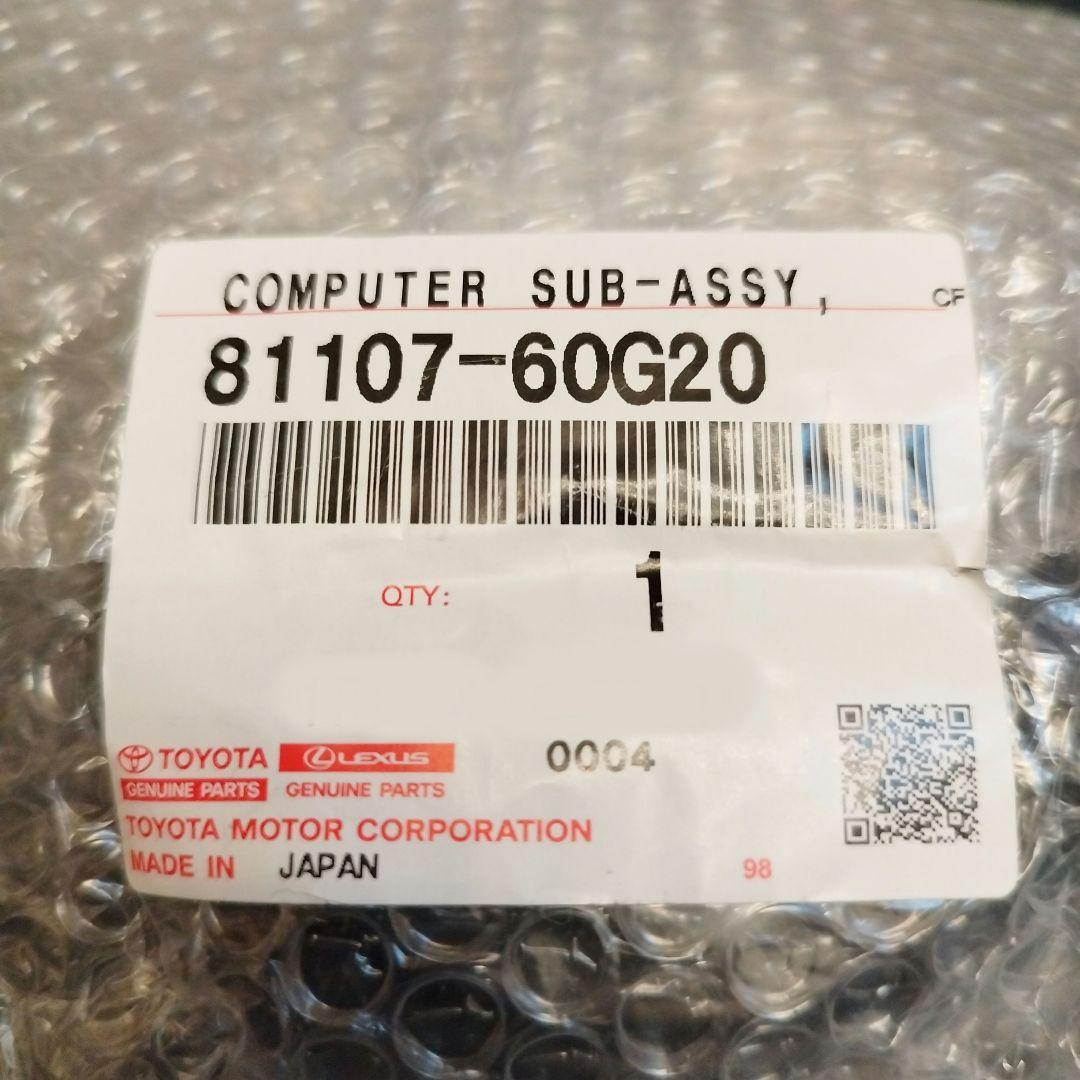 COMPUTER SUB-ASSY, CF
81107-60G20
QTY: 1
TOYOTA LEXUS 0004
GENUINE PARTS GENUINE PARTS
TOYOTA MOTOR CORPORATION
MADE IN JAPAN 98